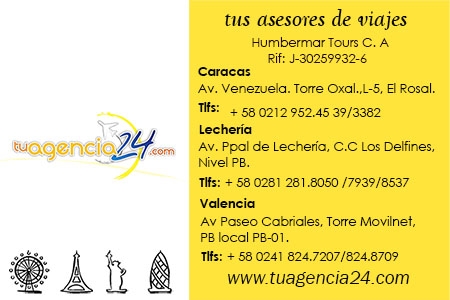 tuagencia24.com
tus asesores de viajes
Humbermar Tours C. A
Rif: J-30259932-6
Caracas
Av. Venezuela. Torre Oxal.,L-5, El Rosal.
Tlfs: + 58 0212 952.45 39/3382
Lechería
Av. Ppal de Lechería, C.C Los Delfines,
Nivel PB.
Tlfs: + 58 0281 281.8050 /7939/8537
Valencia
Av Paseo Cabriales, Torre Movilnet,
PB local PB-01.
Tlfs: + 58 0241 824.7207/824.8709
www.tuagencia24.com